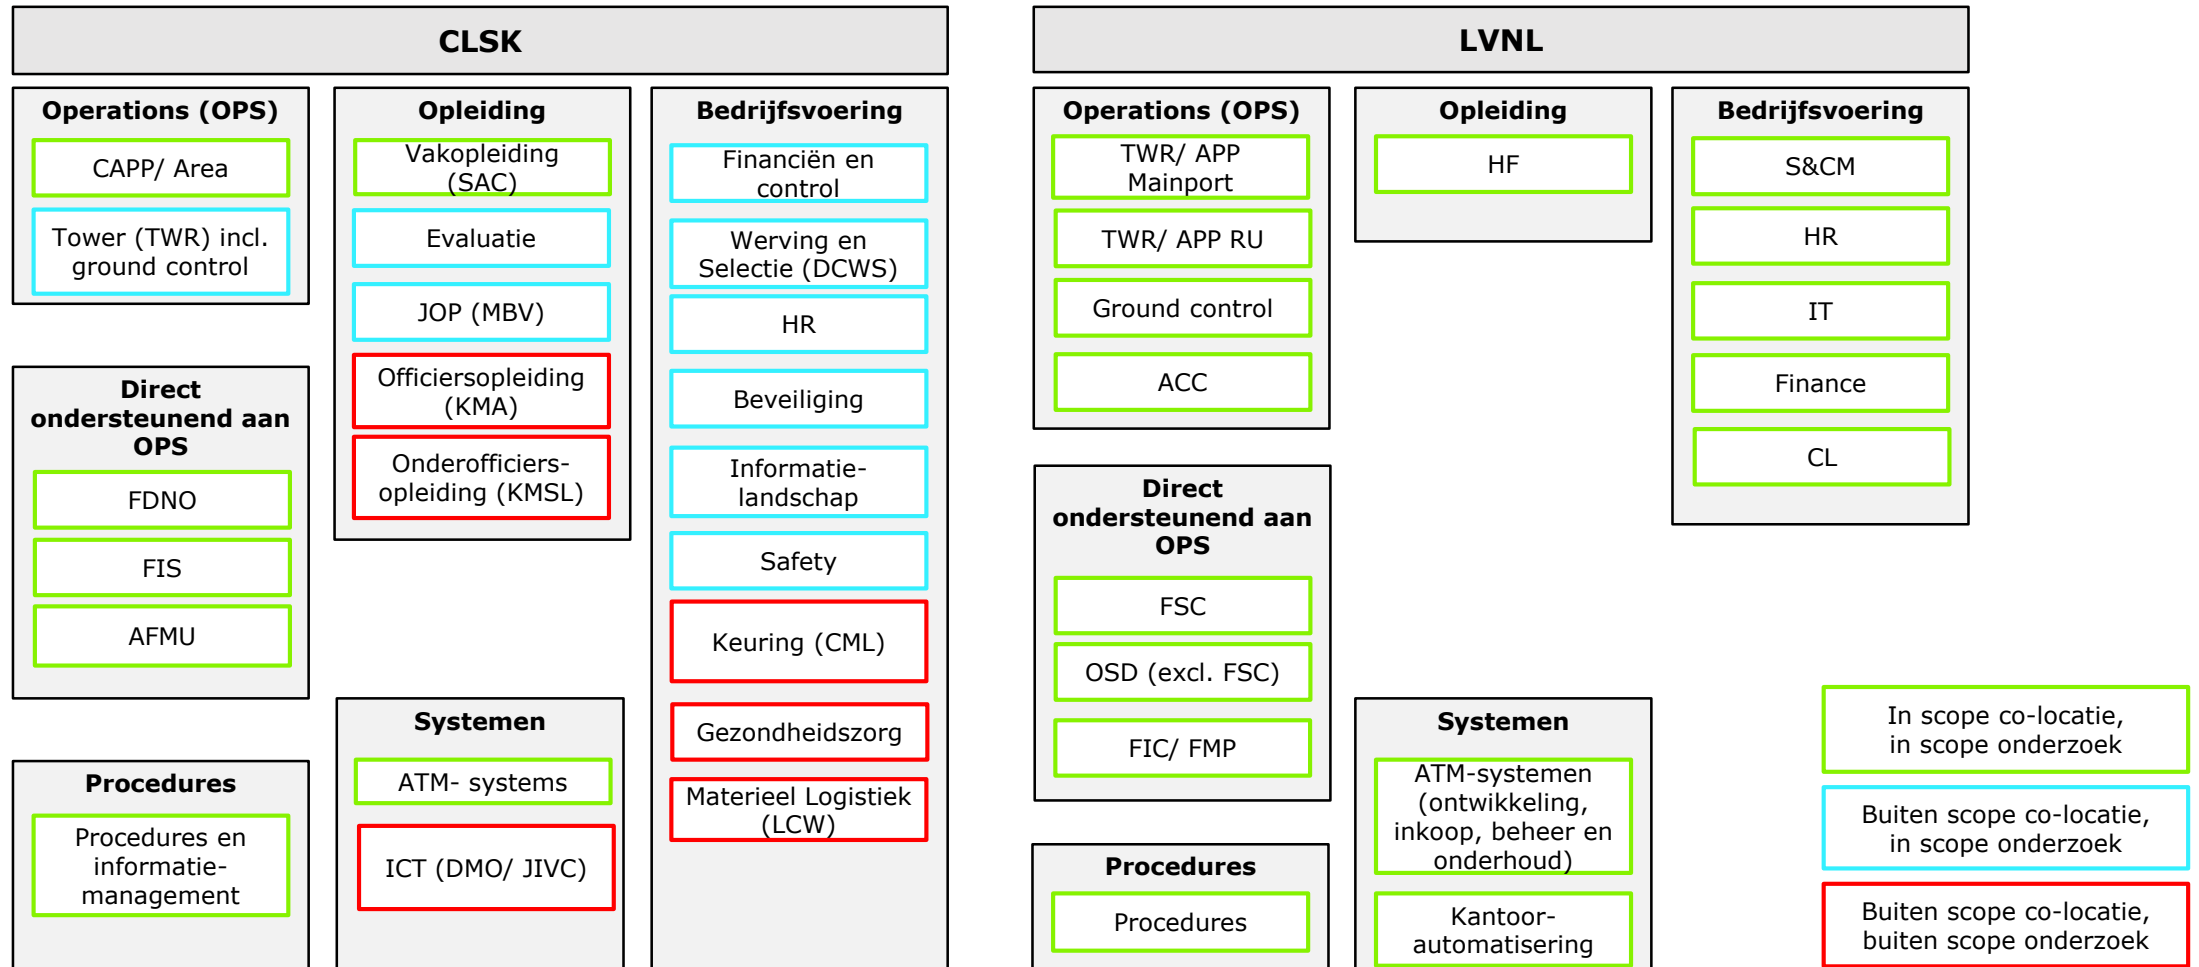 CLSK
Operations (OPS)
CAPP/ Area
Tower (TWR) incl.
ground control
Direct
ondersteunend aan
OPS
FDNO
FIS
AFMU
Procedures
Procedures en
informatie-
management
Opleiding
Vakopleiding
(SAC)
Evaluatie
JOP (MBV)
Officiersopleiding
(KMA)
Onderofficiers-
opleiding (KMSL)
Systemen
ATM- systems
ICT (DMO/ JIVC)
Bedrijfsvoering
Financiën en
control
Werving en
Selectie (DCWS)
HR
Beveiliging
Informatie-
landschap
Safety
Keuring (CML)
Gezondheidszorg
Materieel Logistiek
(LCW)
LVNL
Operations (OPS)
TWR/ APP
Mainport
TWR/ APP RU
Ground control
ACC
Direct
ondersteunend aan
OPS
FSC
OSD (excl. FSC)
FIC/ FMP
Procedures
Procedures
Opleiding
HF
Systemen
ATM-systemen
(ontwikkeling,
inkoop, beheer en
onderhoud)
Kantoor-
automatisering
Bedrijfsvoering
S&CM
HR
IT
Finance
CL
In scope co-locatie,
in scope onderzoek
Buiten scope co-locatie,
in scope onderzoek
Buiten scope co-locatie,
buiten scope onderzoek